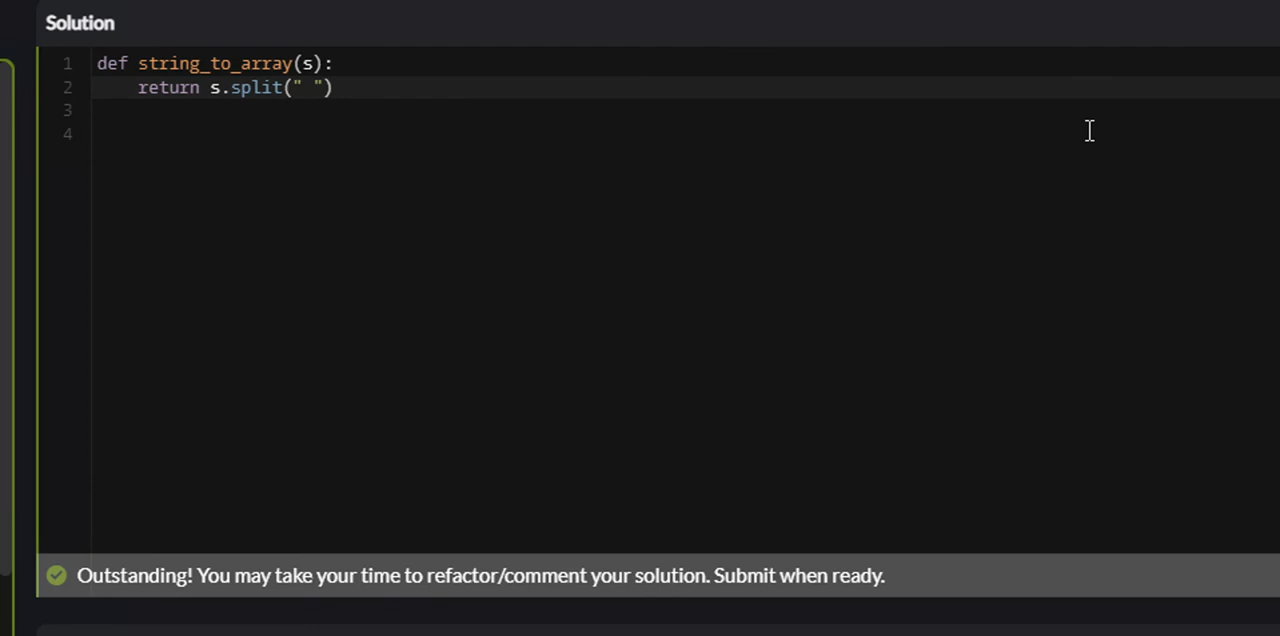 Solution
1 def string_to_array(s):
2     return s.split(" ")
3
4
Outstanding! You may take your time to refactor/comment your solution. Submit when ready.